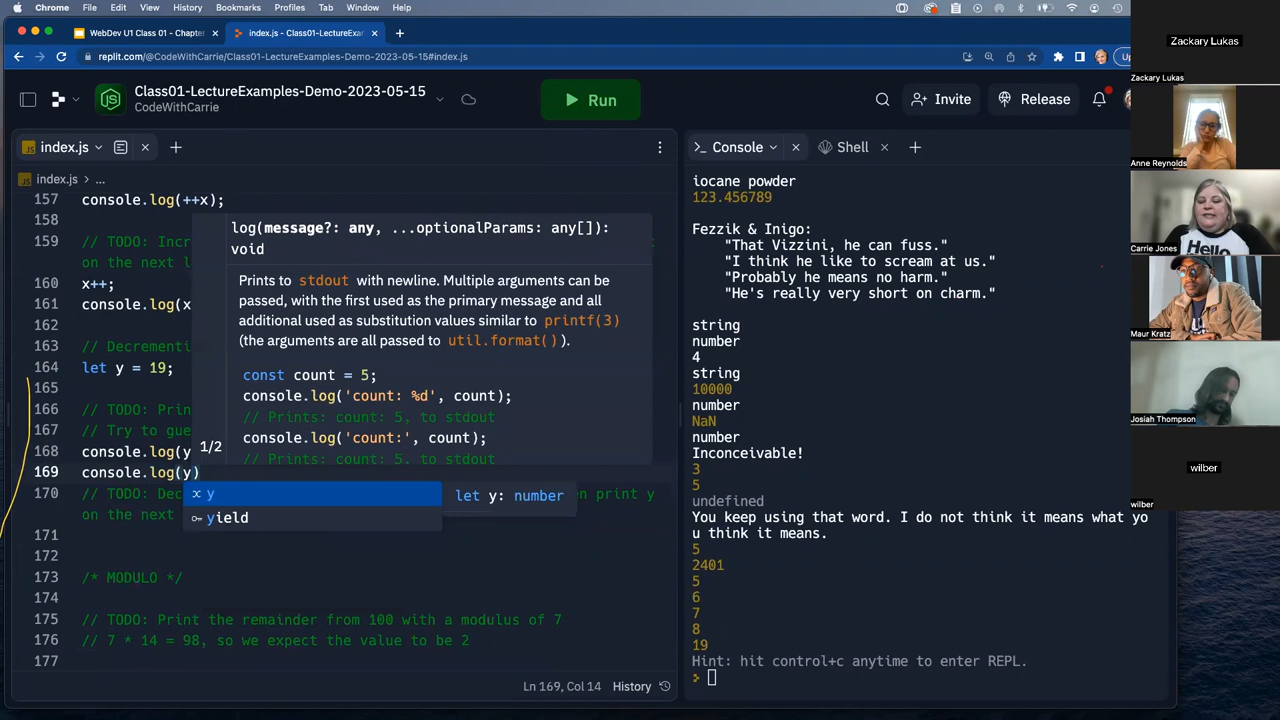 Chrome File Edit View History Bookmarks Profiles Tab Window Help
WebDev U1 Class 01 - Chapter
index.js - Class01-LectureExam
replit.com/@CodeWithCarrie/Class01-LectureExamples-Demo-2023-05-15#index.js
Class01-LectureExamples-Demo-2023-05-15
CodeWithCarrie
Run
Invite
Release
index.js
index.js > ...
157 console.log(++x);
158
159 // TODO: Incr
on the next l
160 x++;
161 console.log(x
162
163 // Decrementi
164 let y = 19;
165
166 // TODO: Prin
167 // Try to gue
168 console.log(y
169 console.log(y)
170 // TODO: Dec
en print y
on the next
171
172
173 /* MODULO */
174
175 // TODO: Print the remainder from 100 with a modulus of 7
176 // 7 * 14 = 98, so we expect the value to be 2
177
log(message?: any, ...optionalParams: any[]):
void
Prints to stdout with newline. Multiple arguments can be
passed, with the first used as the primary message and all
additional used as substitution values similar to printf(3)
(the arguments are all passed to util.format()).
const count = 5;
console.log('count: %d', count);
// Prints: count: 5, to stdout
console.log('count:', count);
// Prints: count: 5, to stdout
1/2
y
yield
let y: number
Ln 169, Col 14 History
Console
Shell
iocane powder
123.456789
Fezzik & Inigo:
"That Vizzini, he can fuss."
"I think he like to scream at us."
"Probably he means no harm."
"He's really very short on charm."
string
number
4
string
10000
number
NaN
number
Inconceivable!
3
5
undefined
You keep using that word. I do not think it means what yo
u think it means.
5
2401
5
6
7
8
19
Hint: hit control+c anytime to enter REPL.
>
Zackary Lukas
Zackary Lukas
Anne Reynolds
Hello
Carrie Jones
Maur Kratz
Josiah Thompson
wilber
wilber